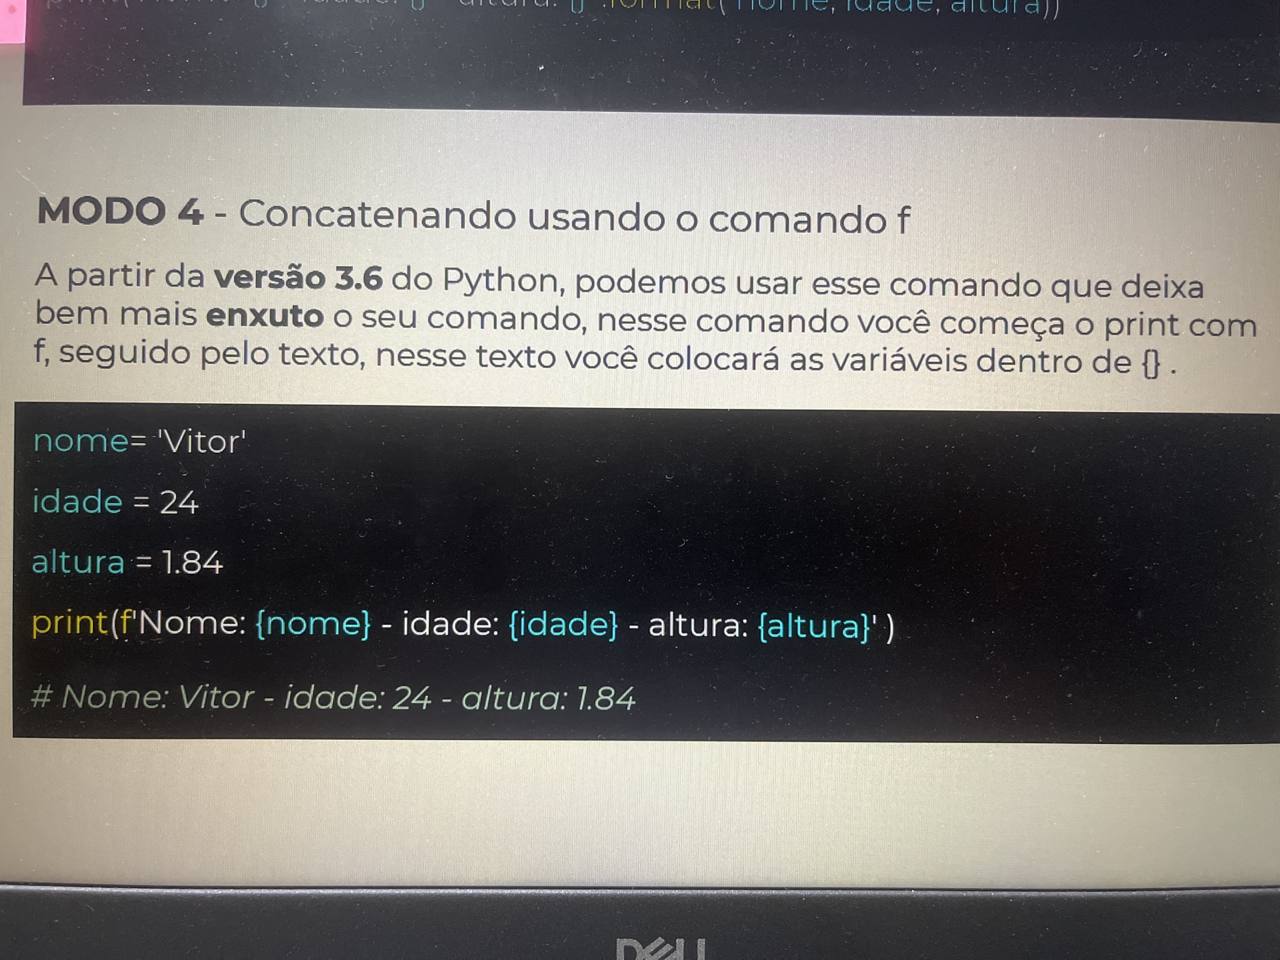 .format( nome, idade, altura))
MODO 4 - Concatenando usando o comando f
A partir da versão 3.6 do Python, podemos usar esse comando que deixa
bem mais enxuto o seu comando, nesse comando você começa o print com
f, seguido pelo texto, nesse texto você colocará as variáveis dentro de {} .
nome= 'Vitor'
idade = 24
altura = 1.84
print(f'Nome: {nome} - idade: {idade} - altura: {altura}' )
# Nome: Vitor - idade: 24 - altura: 1.84
DELL